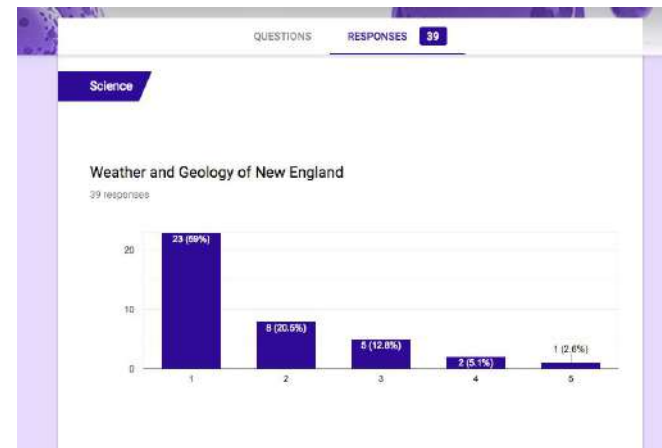 QUESTIONS RESPONSES 39
Science
Weather and Geology of New England
39 responses
20
10
0
23 (59%)
8 (20.5%)
5 (12.8%)
2 (5.1%)
1 (2.6%)
1 2 3 4 5